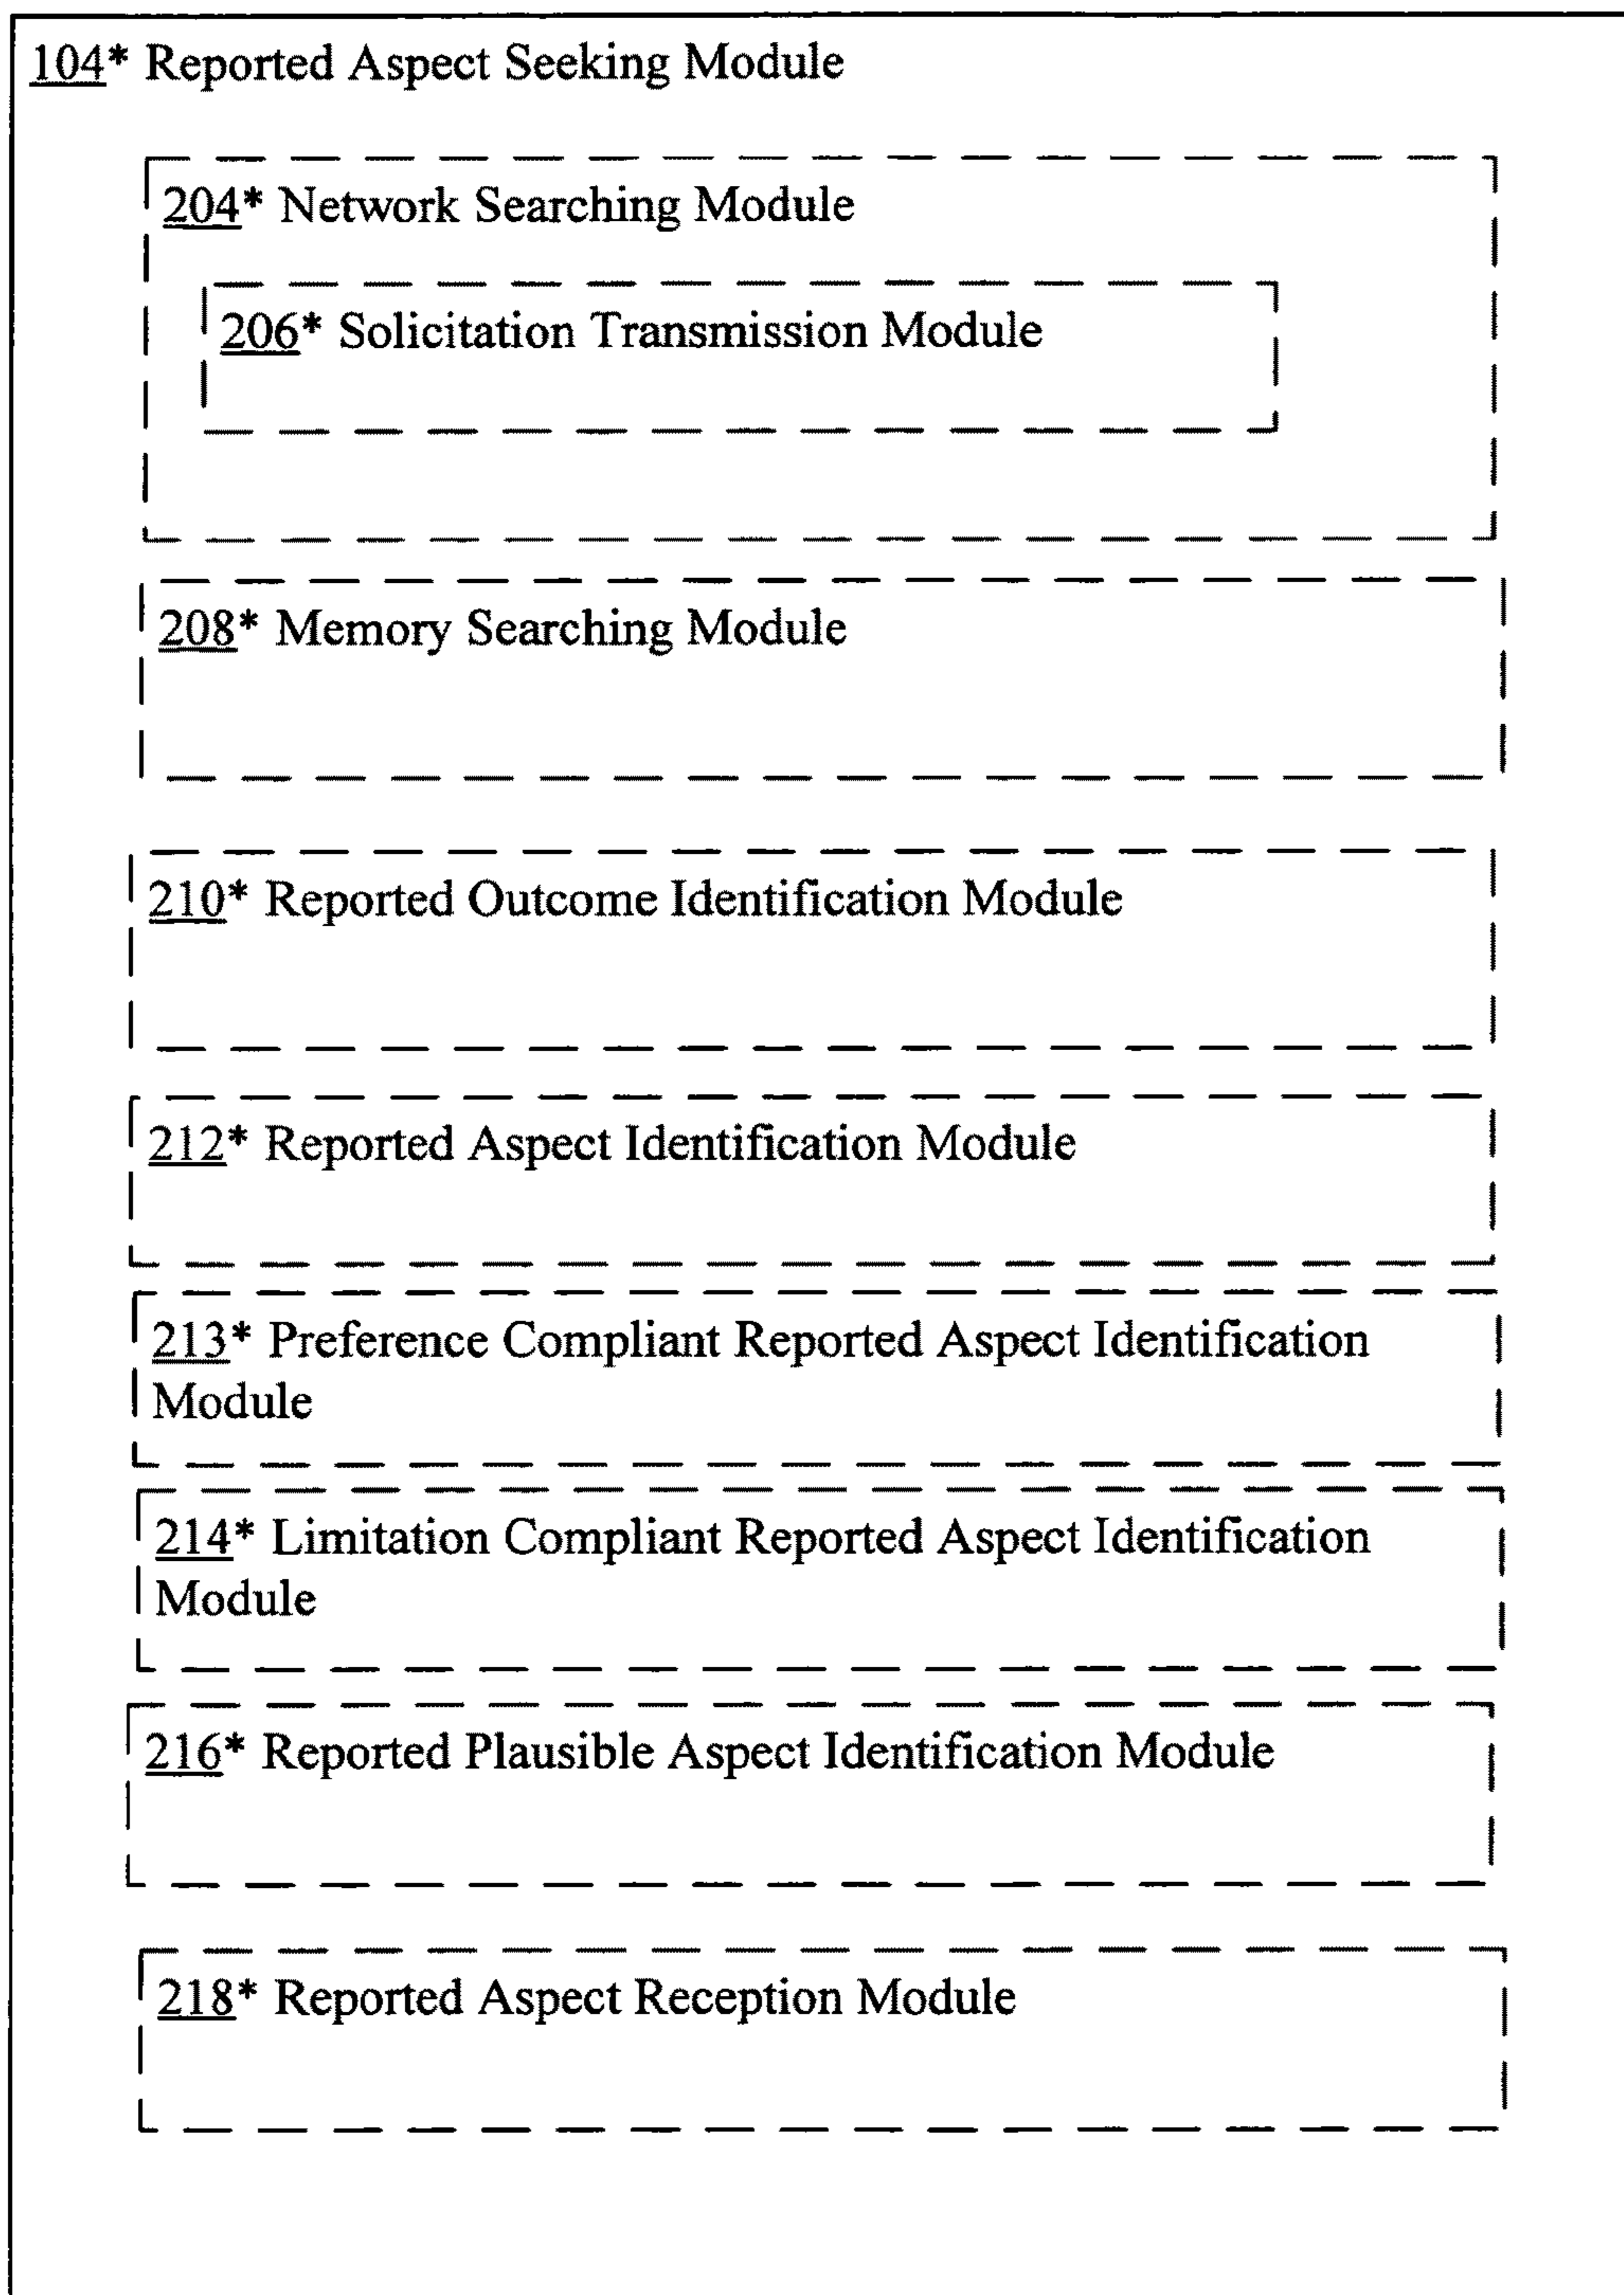 104* Reported Aspect Seeking Module
204* Network Searching Module
206* Solicitation Transmission Module
208* Memory Searching Module
210* Reported Outcome Identification Module
212* Reported Aspect Identification Module
213* Preference Compliant Reported Aspect Identification
Module
214* Limitation Compliant Reported Aspect Identification
Module
216* Reported Plausible Aspect Identification Module
218* Reported Aspect Reception Module